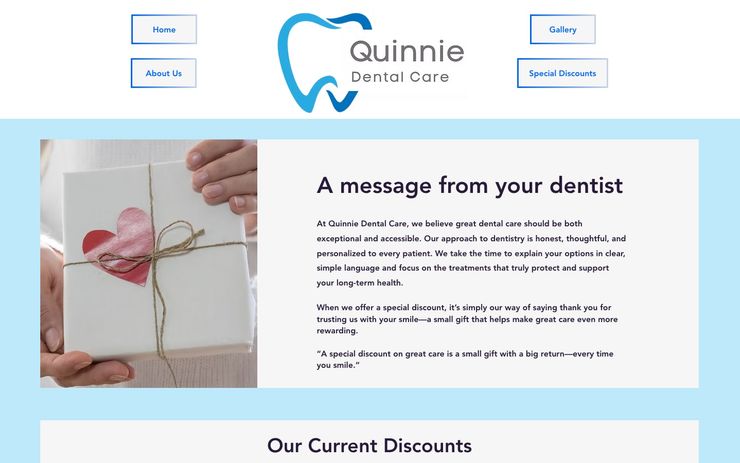 Home
About Us
Quinnie
Dental Care
Gallery
Special Discounts
A message from your dentist
At Quinnie Dental Care, we believe great dental care should be both
exceptional and accessible. Our approach to dentistry is honest, thoughtful, and
personalized to every patient. We take the time to explain your options in clear,
simple language and focus on the treatments that truly protect and support
your long-term health.
When we offer a special discount, it’s simply our way of saying thank you for
trusting us with your smile—a small gift that helps make great care even more
rewarding.
“A special discount on great care is a small gift with a big return—every time
you smile.”
Our Current Discounts